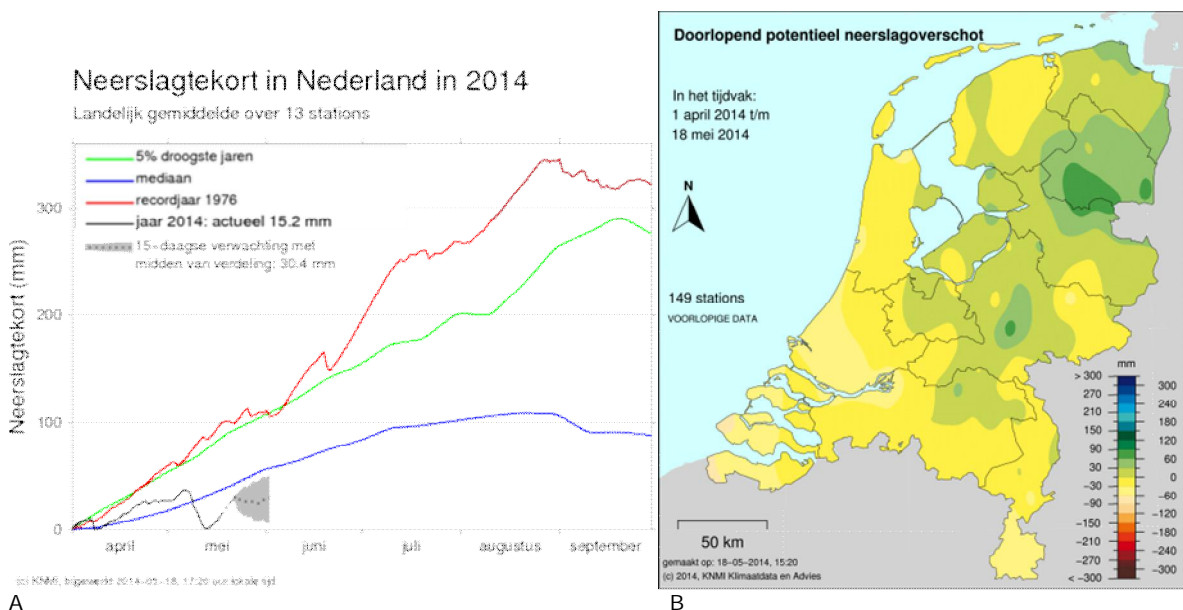 Neerslagtekort in Nederland in 2014
Landelijk gemiddelde over 13 stations
5% droogste jaren
mediaan
recordjaar 1976
jaar 2014: actueel 15.2 mm
15-daagse verwachting met
midden van verdeling: 30.4 mm
Neerslagtekort (mm)
300
200
100
0
april
mei
juni
juli
augustus
september
(c) KNMI, bijgewerkt 2014-05-18, 17:20 uur lokale tijd
A
Doorlopend potentieel neerslagoverschot
In het tijdvak:
1 april 2014 t/m
18 mei 2014
N
149 stations
VOORLOPIGE DATA
50 km
gemaakt op: 18-05-2014, 15:20
(c) 2014, KNMI Klimaatdata en Advies
mm
> 300
300
270
240
210
180
150
120
90
60
30
0
-30
-60
-90
-120
-150
-180
-210
-240
-270
-300
< -300
B